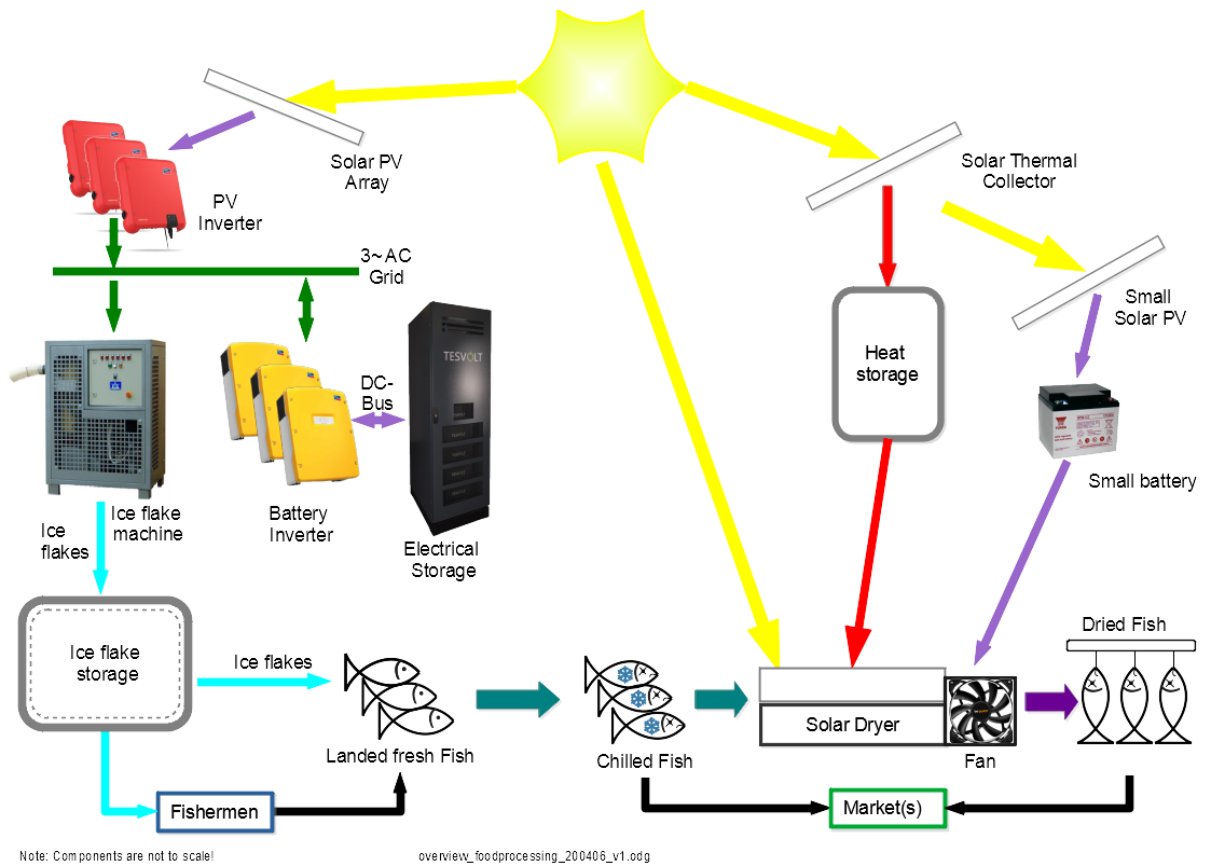 Solar PV
Array
Solar Thermal
Collector
PV
Inverter
3~AC
Grid
Small
Solar PV
TESVOLT
Heat
storage
DC-
Bus
Small battery
Ice
flakes
Ice flake
machine
Battery
Inverter
Electrical
Storage
Ice flake
storage
Ice flakes
Dried Fish
Solar Dryer
Landed fresh Fish
Chilled Fish
Fan
Fishermen
Market(s)
Note: Components are not to scale!
overview_foodprocessing_200406_v1.odg